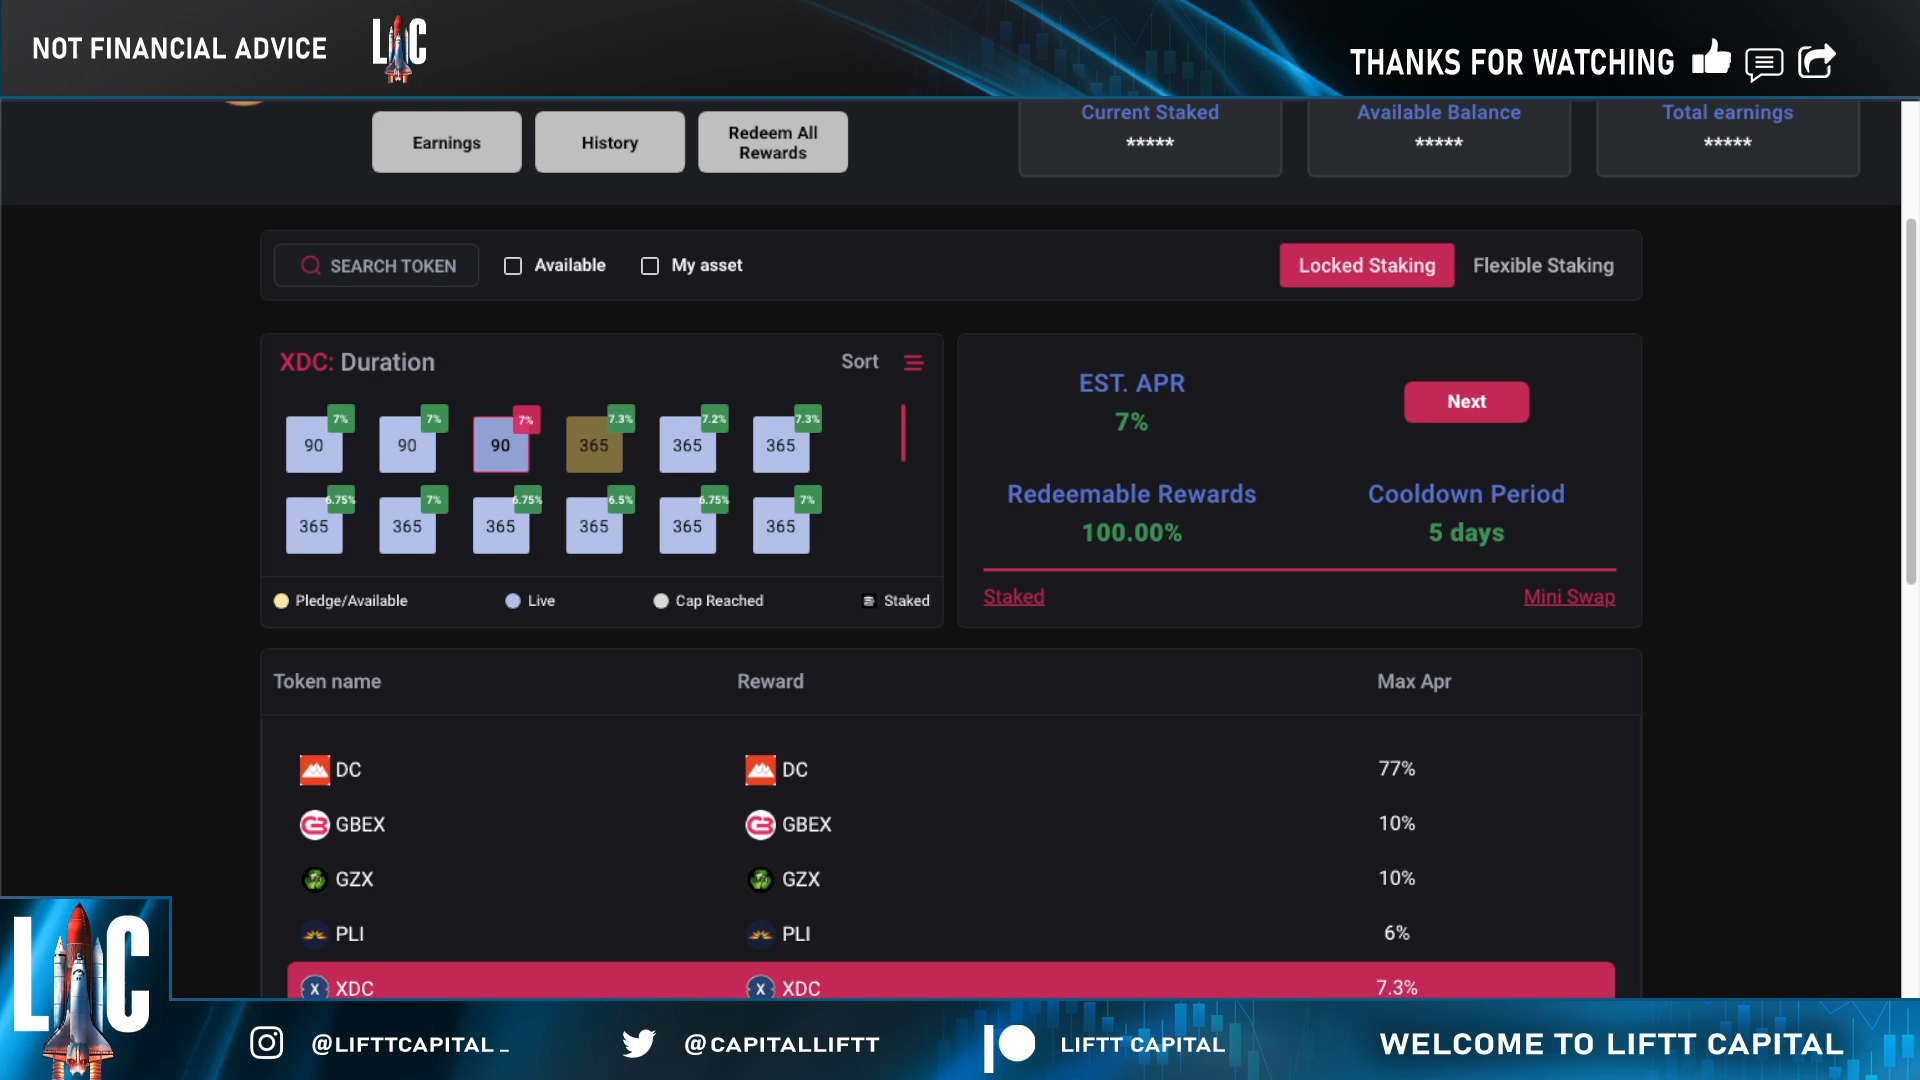 NOT FINANCIAL ADVICE
LC
THANKS FOR WATCHING
Earnings
History
Redeem All
Rewards
Current Staked
*****
Available Balance
*****
Total earnings
*****
SEARCH TOKEN
Available
My asset
Locked Staking
Flexible Staking
XDC: Duration
Sort
7% 7% 7% 7.3% 7.2% 7.3%
90 90 90 365 365 365
6.75% 7% 6.75% 6.5% 6.75% 7%
365 365 365 365 365 365
Pledge/Available
Live
Cap Reached
Staked
EST. APR
7%
Next
Redeemable Rewards
100.00%
Cooldown Period
5 days
Staked
Mini Swap
Token name Reward Max Apr
DC DC 77%
GBEX GBEX 10%
GZX GZX 10%
PLI PLI 6%
X XDC X XDC 7.3%
LC
@LIFTTCAPITAL_
@CAPITALLIFTT
LIFTT CAPITAL
WELCOME TO LIFTT CAPITAL